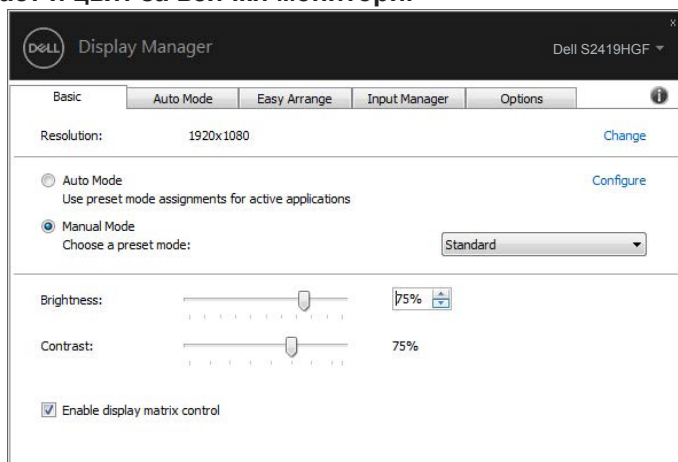 DELL Display Manager
Dell S2419HGF
Basic Auto Mode Easy Arrange Input Manager Options
Resolution: 1920x1080 Change
Auto Mode Configure
Use preset mode assignments for active applications
Manual Mode
Choose a preset mode: Standard
Brightness: 75%
Contrast: 75%
Enable display matrix control